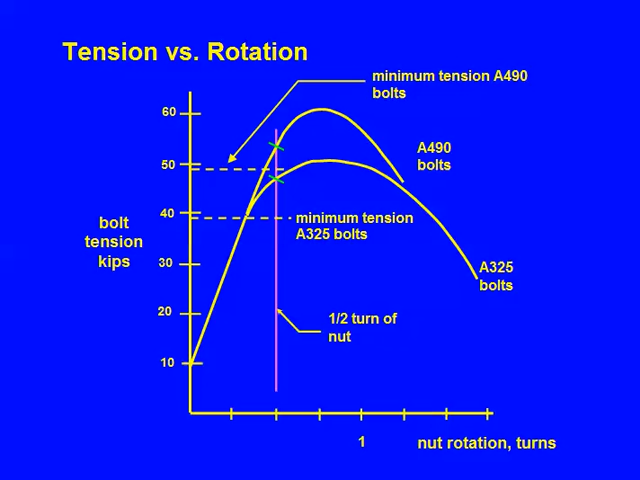 Tension vs. Rotation
minimum tension A490
bolts
60
A490
bolts
50
40
minimum tension
A325 bolts
bolt
tension
kips
30
A325
bolts
20
1/2 turn of
nut
10
1
nut rotation, turns